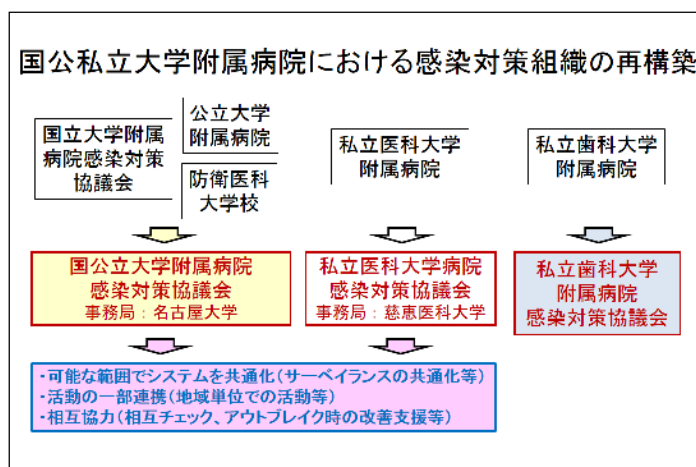 国公私立大学附属病院における感染対策組織の再構築
国立大学附属
病院感染対策
協議会
公立大学
附属病院
防衛医科
大学校
私立医科大学
附属病院
私立歯科大学
附属病院
国公立大学附属病院
感染対策協議会
事務局：名古屋大学
私立医科大学病院
感染対策協議会
事務局：慈恵医科大学
私立歯科大学
附属病院
感染対策協議会
・可能な範囲でシステムを共通化(サーベイランスの共通化等)
・活動の一部連携(地域単位での活動等)
・相互協力(相互チェック、アウトブレイク時の改善支援等)